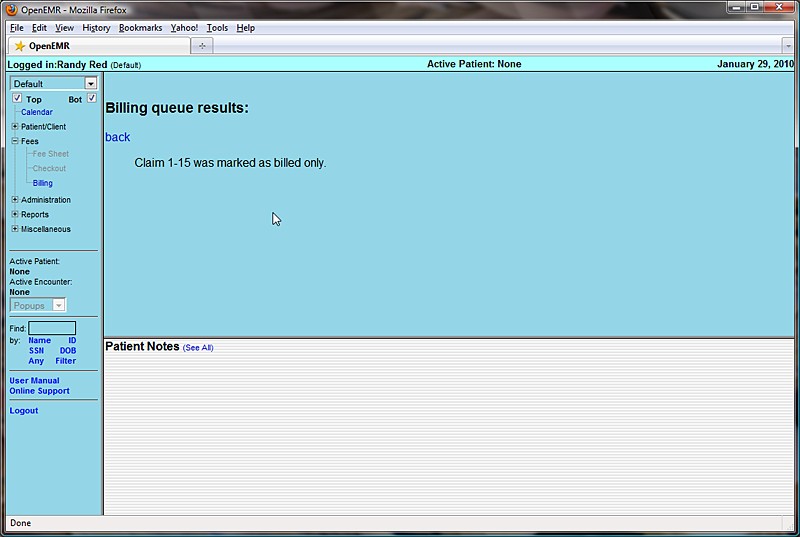 OpenEMR - Mozilla Firefox
File Edit View History Bookmarks Yahoo! Tools Help
OpenEMR
Logged in:Randy Red (Default) Active Patient: None January 29, 2010
Default
Top Bot
Calendar
Patient/Client
Fees
Fee Sheet
Checkout
Billing
Administration
Reports
Miscellaneous
Active Patient:
None
Active Encounter:
None
Popups
Find:
by: Name ID
SSN DOB
Any Filter
User Manual
Online Support
Logout
Billing queue results:
back
Claim 1-15 was marked as billed only.
Patient Notes (See All)
Done